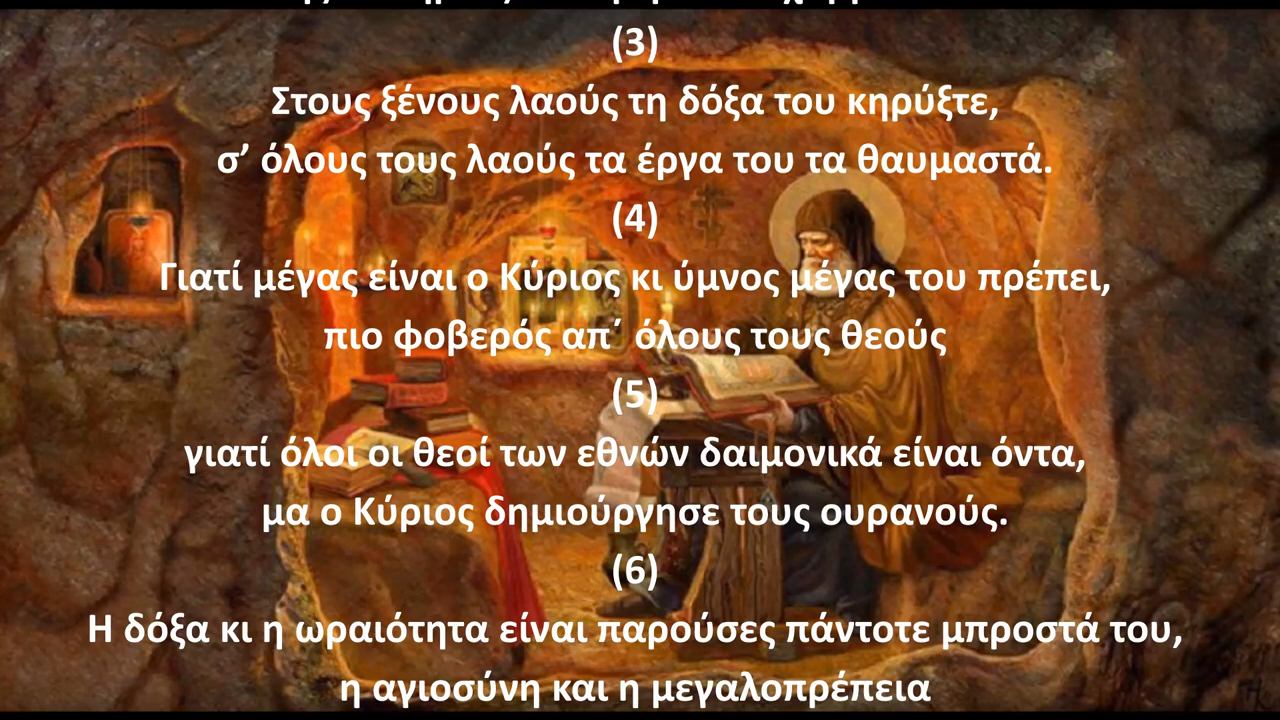 (3)
Στους ξένους λαούς τη δόξα του κηρύξτε,
σ’ όλους τους λαούς τα έργα του τα θαυμαστά.
(4)
Γιατί μέγας είναι ο Κύριος κι ύμνος μέγας του πρέπει,
πιο φοβερός απ΄ όλους τους θεούς
(5)
γιατί όλοι οι θεοί των εθνών δαιμονικά είναι όντα,
μα ο Κύριος δημιούργησε τους ουρανούς.
(6)
Η δόξα κι η ωραιότητα είναι παρούσες πάντοτε μπροστά του,
η αγιοσύνη και η μεγαλοπρέπεια